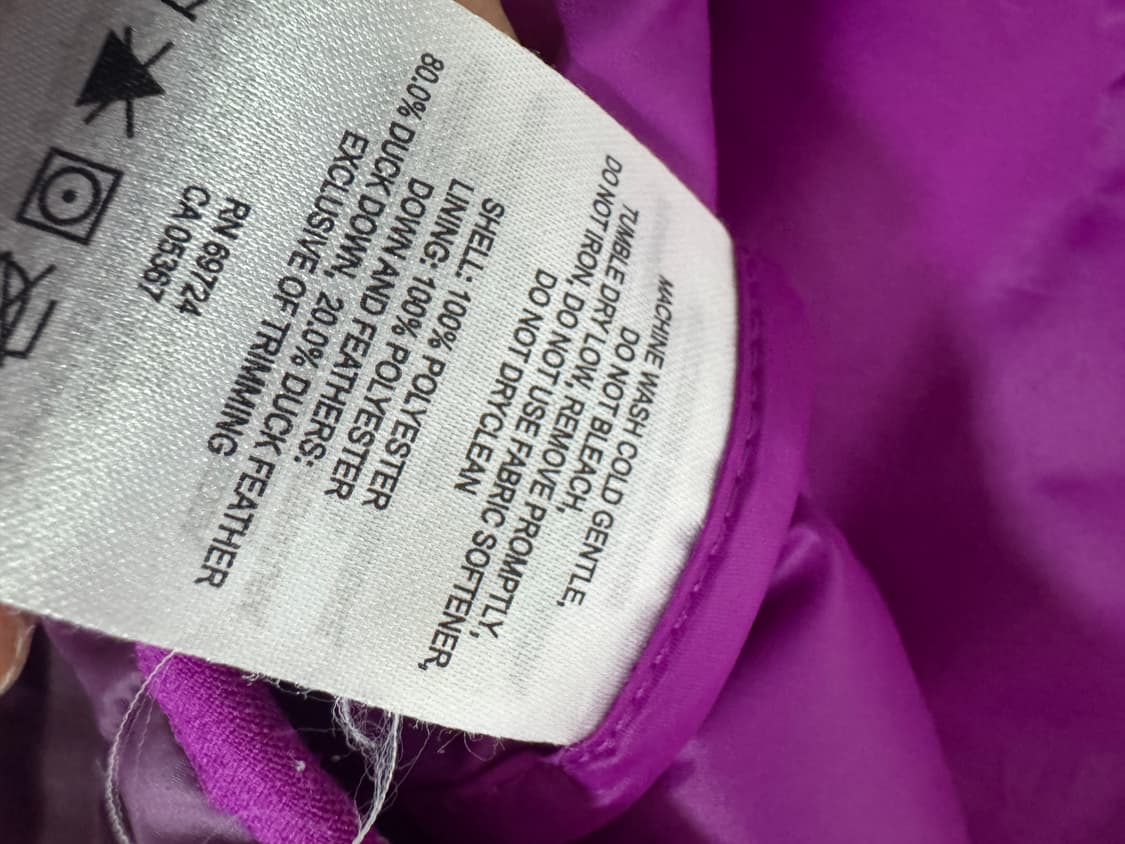 MACHINE WASH COLD GENTLE,
DO NOT BLEACH,
TUMBLE DRY LOW, REMOVE PROMPTLY,
DO NOT IRON, DO NOT USE FABRIC SOFTENER,
DO NOT DRYCLEAN
SHELL: 100% POLYESTER
LINING: 100% POLYESTER
DOWN AND FEATHERS:
80.0% DUCK DOWN, 20.0% DUCK FEATHER
EXCLUSIVE OF TRIMMING
RN 69724
CA 05367